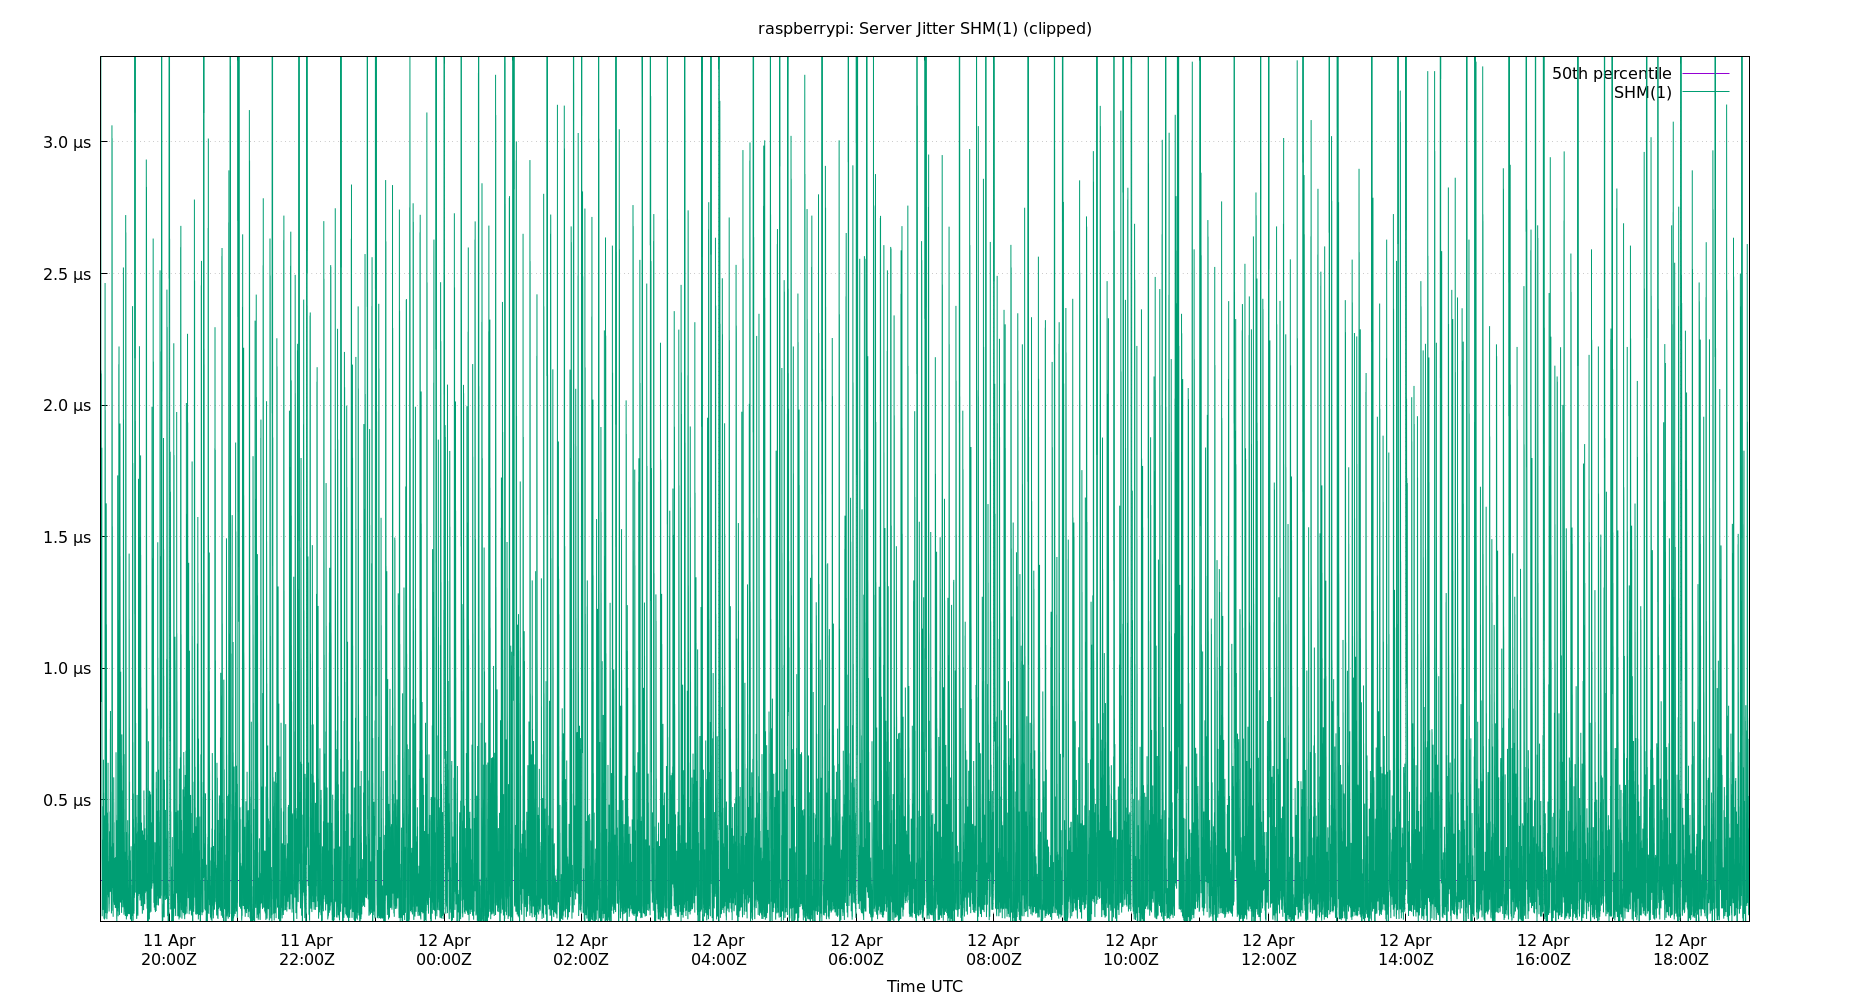 raspberrypi: Server Jitter SHM(1) (clipped)
50th percentile
SHM(1)
3.0 µs
2.5 µs
2.0 µs
1.5 µs
1.0 µs
0.5 µs
11 Apr 11 Apr 12 Apr 12 Apr 12 Apr 12 Apr 12 Apr 12 Apr 12 Apr 12 Apr 12 Apr 12 Apr
20:00Z 22:00Z 00:00Z 02:00Z 04:00Z 06:00Z 08:00Z 10:00Z 12:00Z 14:00Z 16:00Z 18:00Z
Time UTC